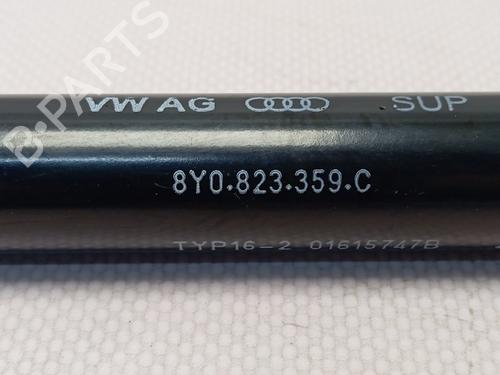 VW AG SUP
B-PARTS
8Y0.823.359.C
TYP16-2 01615747B